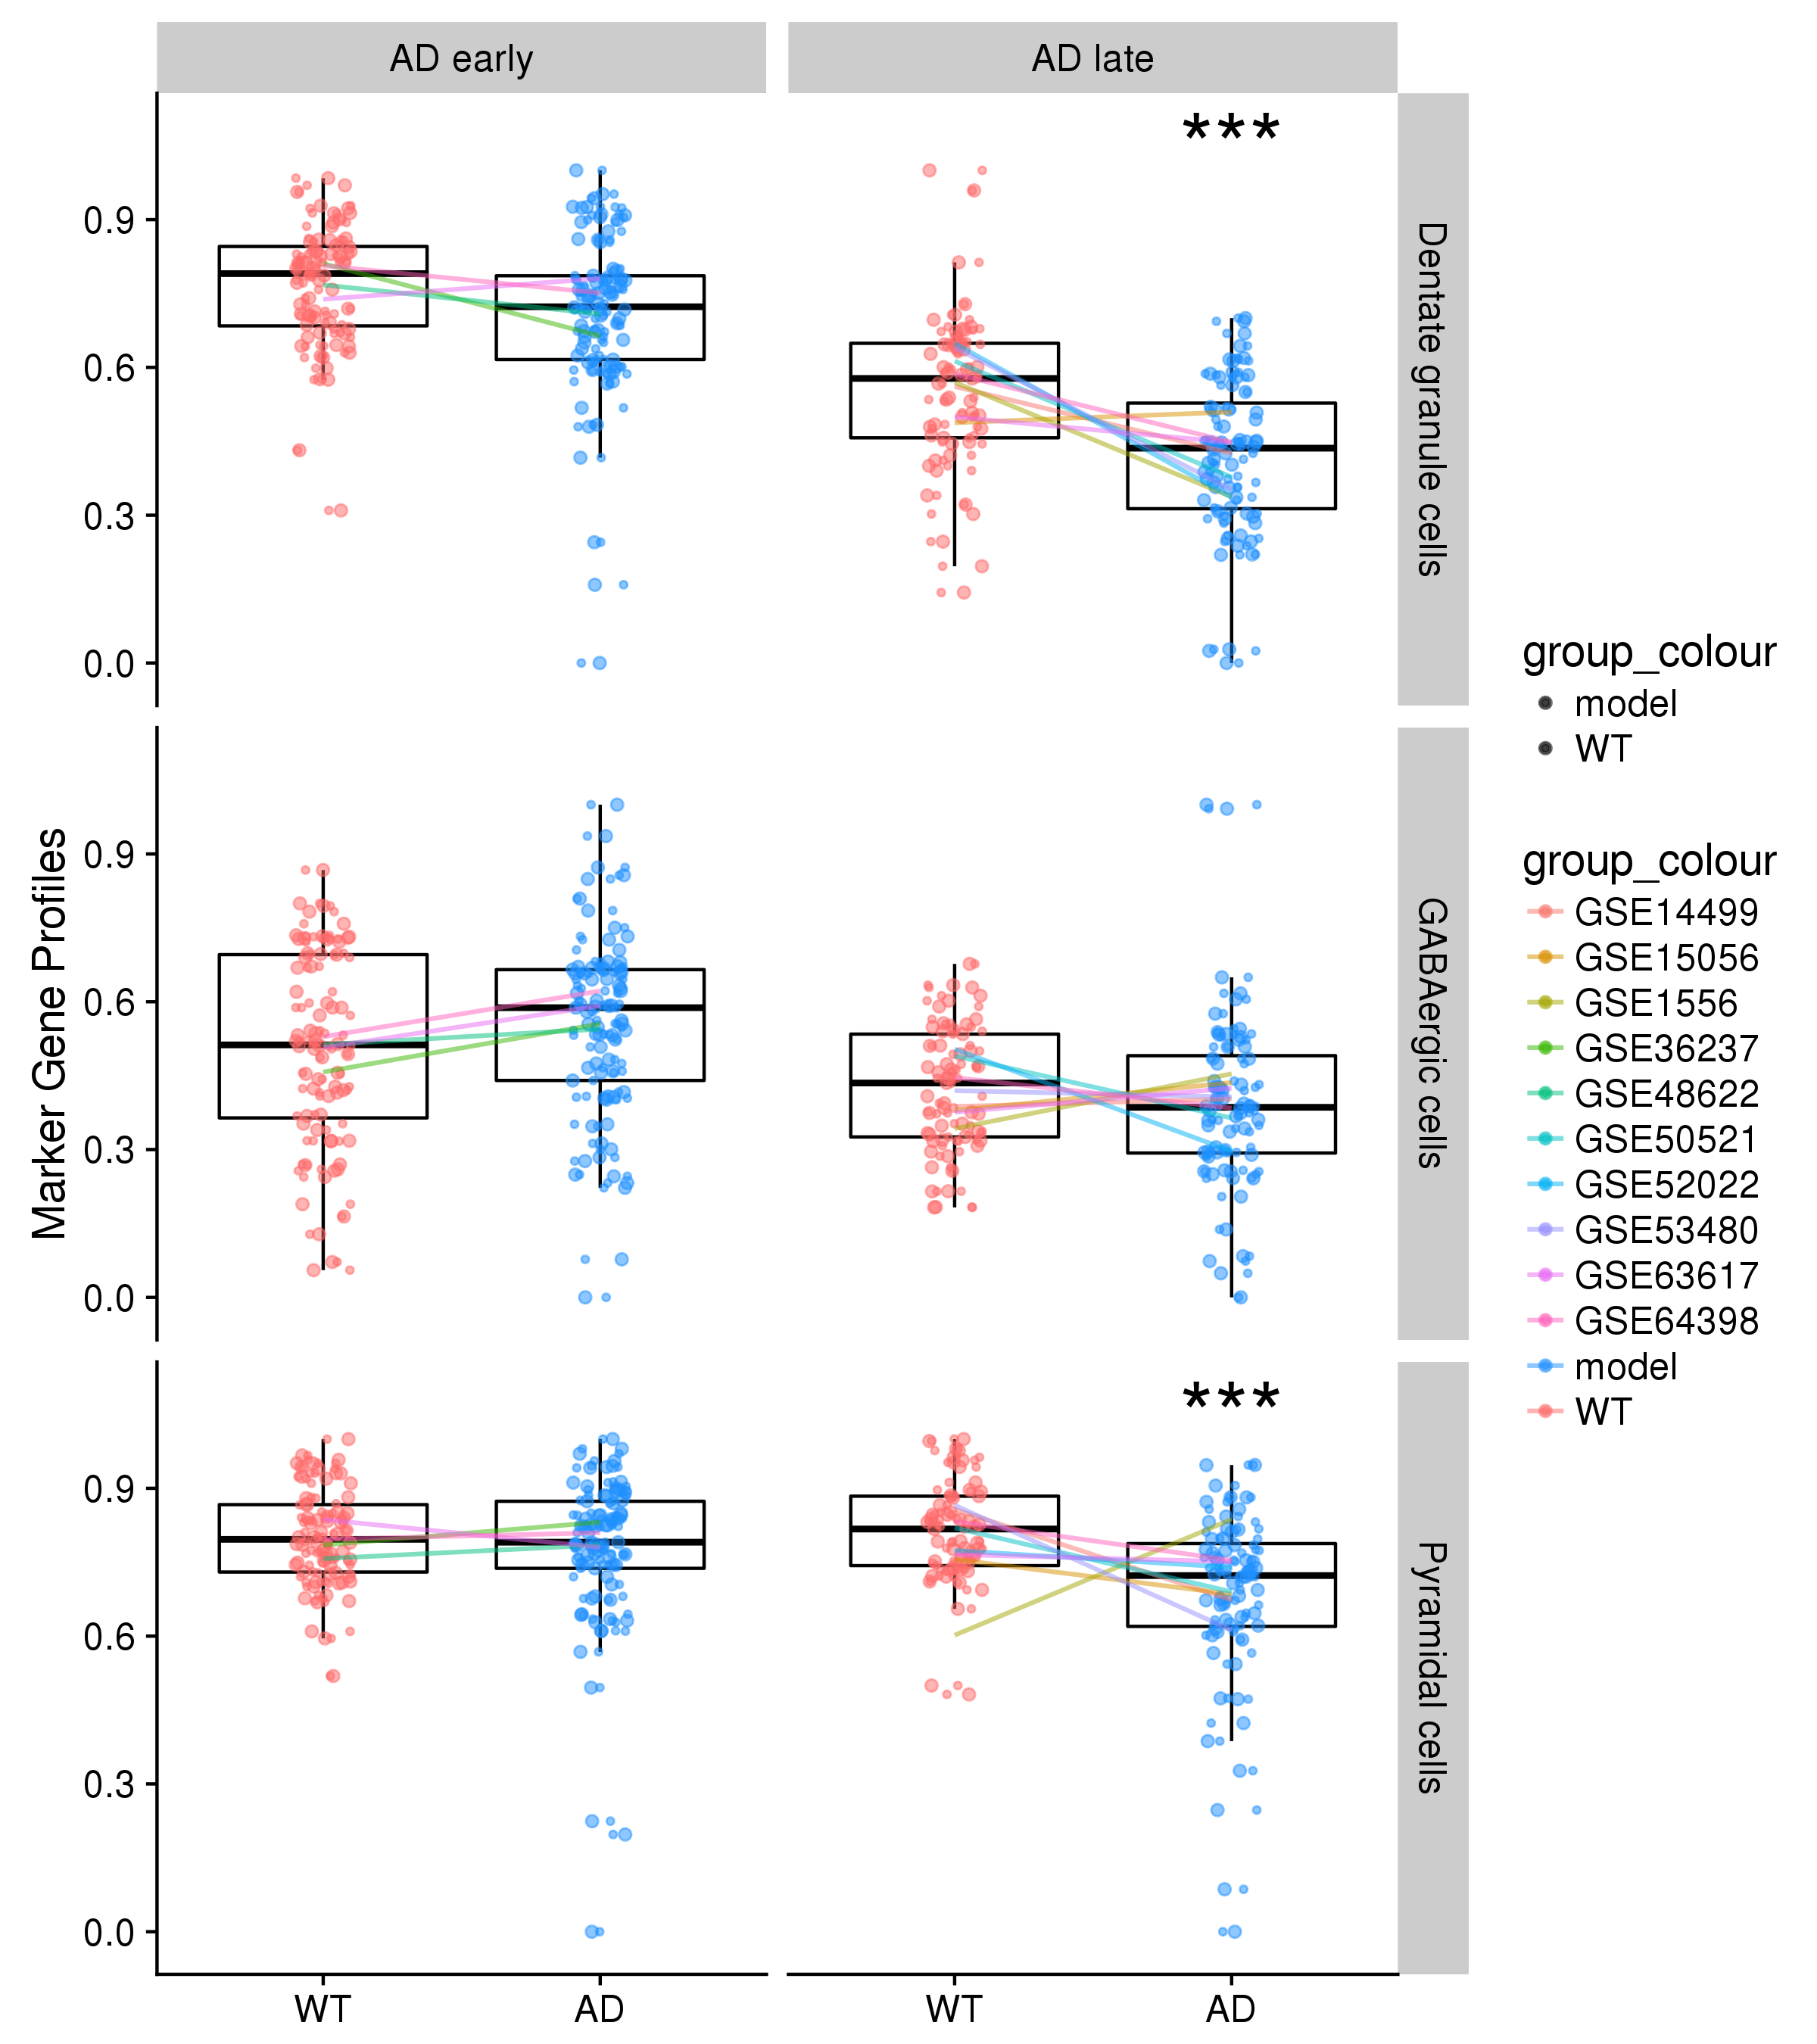 AD early
AD late
***
Dentate granule cells
0.9
0.6
0.3
0.0
GABAergic cells
0.9
0.6
0.3
0.0
***
Pyramidal cells
0.9
0.6
0.3
0.0
WT
AD
WT
AD
Marker Gene Profiles
group_colour
model
WT
group_colour
GSE14499
GSE15056
GSE1556
GSE36237
GSE48622
GSE50521
GSE52022
GSE53480
GSE63617
GSE64398
model
WT